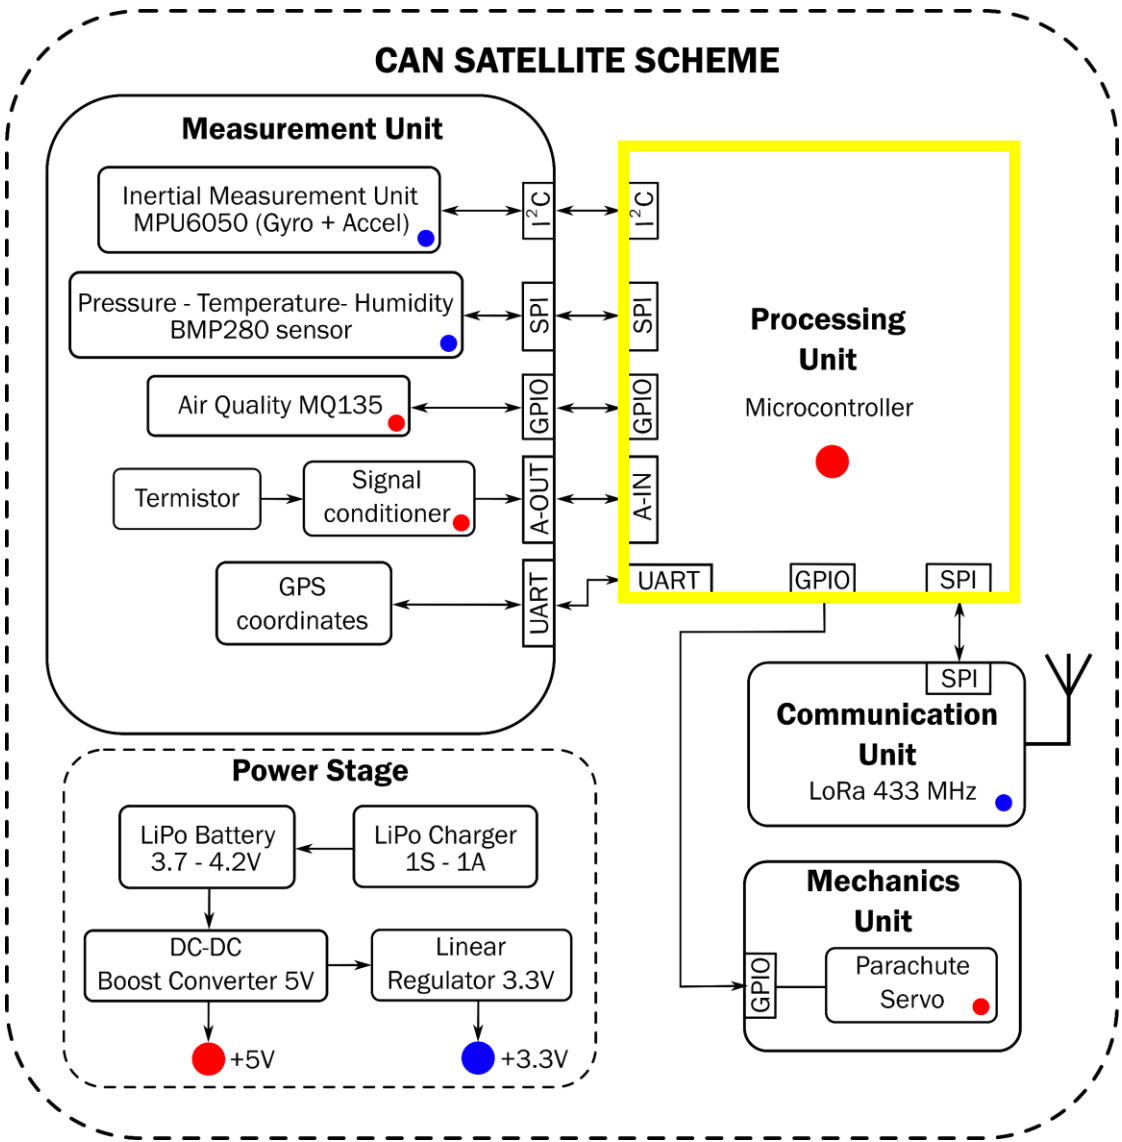 CAN SATELLITE SCHEME
Measurement Unit
Inertial Measurement Unit
MPU6050 (Gyro + Accel)
I²C
I²C
Pressure - Temperature- Humidity
BMP280 sensor
SPI
SPI
Air Quality MQ135
GPIO
GPIO
Termistor
Signal
conditioner
A-OUT
A-IN
GPS
coordinates
UART
UART
GPIO
SPI
Processing
Unit
Microcontroller
SPI
Communication
Unit
LoRa 433 MHz
Power Stage
LiPo Battery
3.7 - 4.2V
LiPo Charger
1S - 1A
DC-DC
Boost Converter 5V
Linear
Regulator 3.3V
+5V
+3.3V
Mechanics
Unit
GPIO
Parachute
Servo